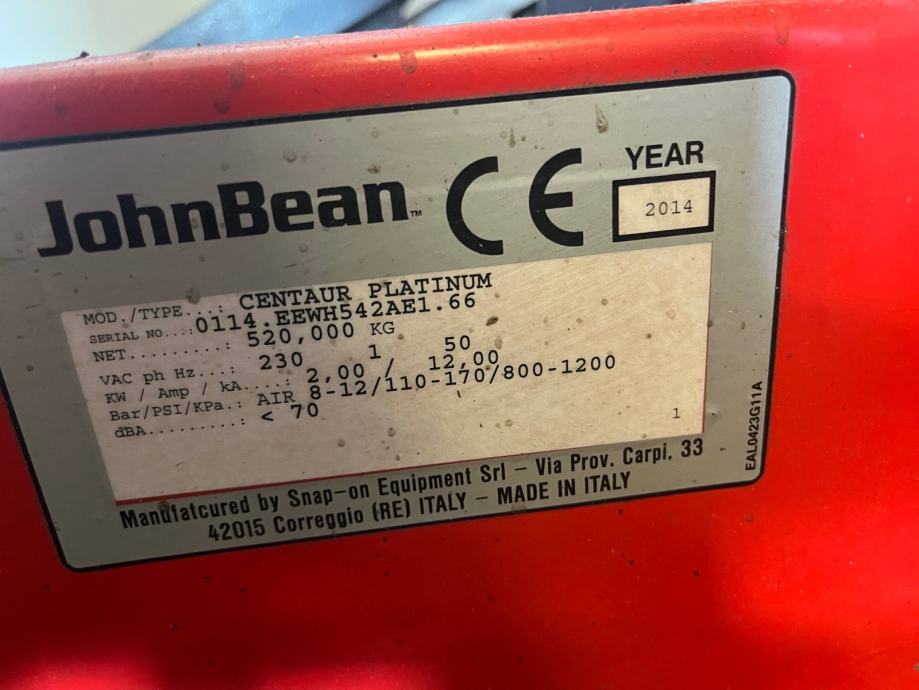 JohnBean™
CE
YEAR
2014
MOD./TYPE...: CENTAUR PLATINUM
SERIAL NO...:0114.EEWH542AE1.66
NET.........: 520,000 KG
VAC ph Hz...: 230 1 50
KW / Amp / kA....: 2,00 / 12,00
Bar/PSI/KPa.: AIR 8-12/110-170/800-1200
dBA.........: < 70
1
EAL0423G11A
Manufatcured by Snap-on Equipment Srl – Via Prov. Carpi, 33
42015 Correggio (RE) ITALY – MADE IN ITALY